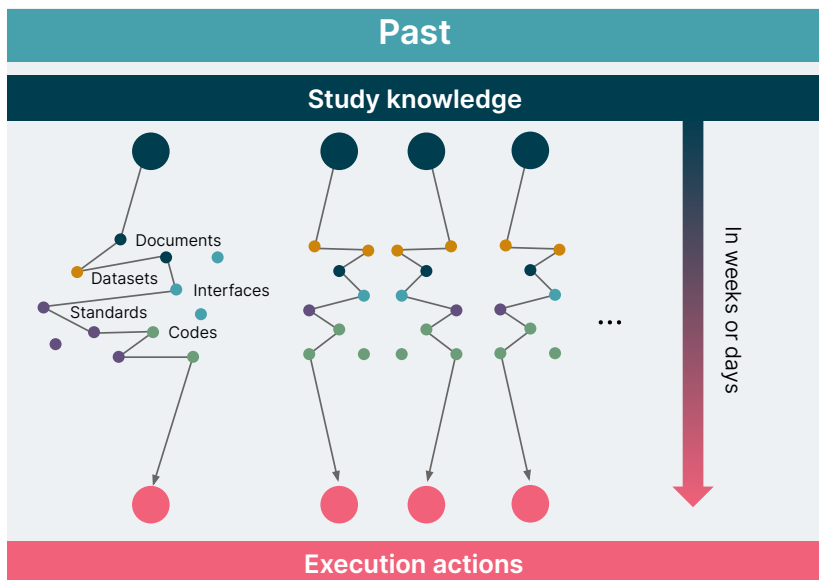 Past
Study knowledge
Documents
Datasets
Interfaces
Standards
Codes
...
In weeks or days
Execution actions